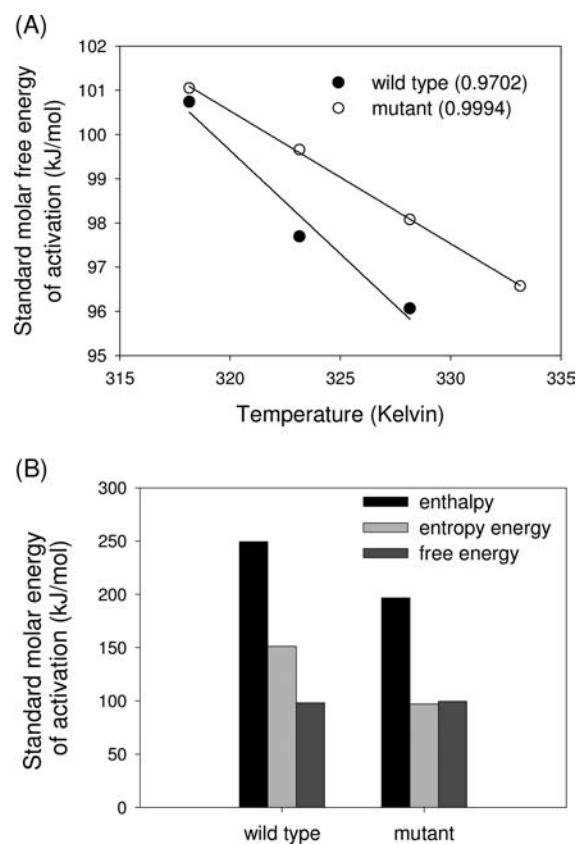 (A)
Standard molar free energy
of activation (kJ/mol)
102
101
100
99
98
97
96
95
wild type (0.9702)
mutant (0.9994)
315
320
325
330
335
Temperature (Kelvin)
(B)
Standard molar energy
of activation (kJ/mol)
300
250
200
150
100
50
0
enthalpy
entropy energy
free energy
wild type
mutant